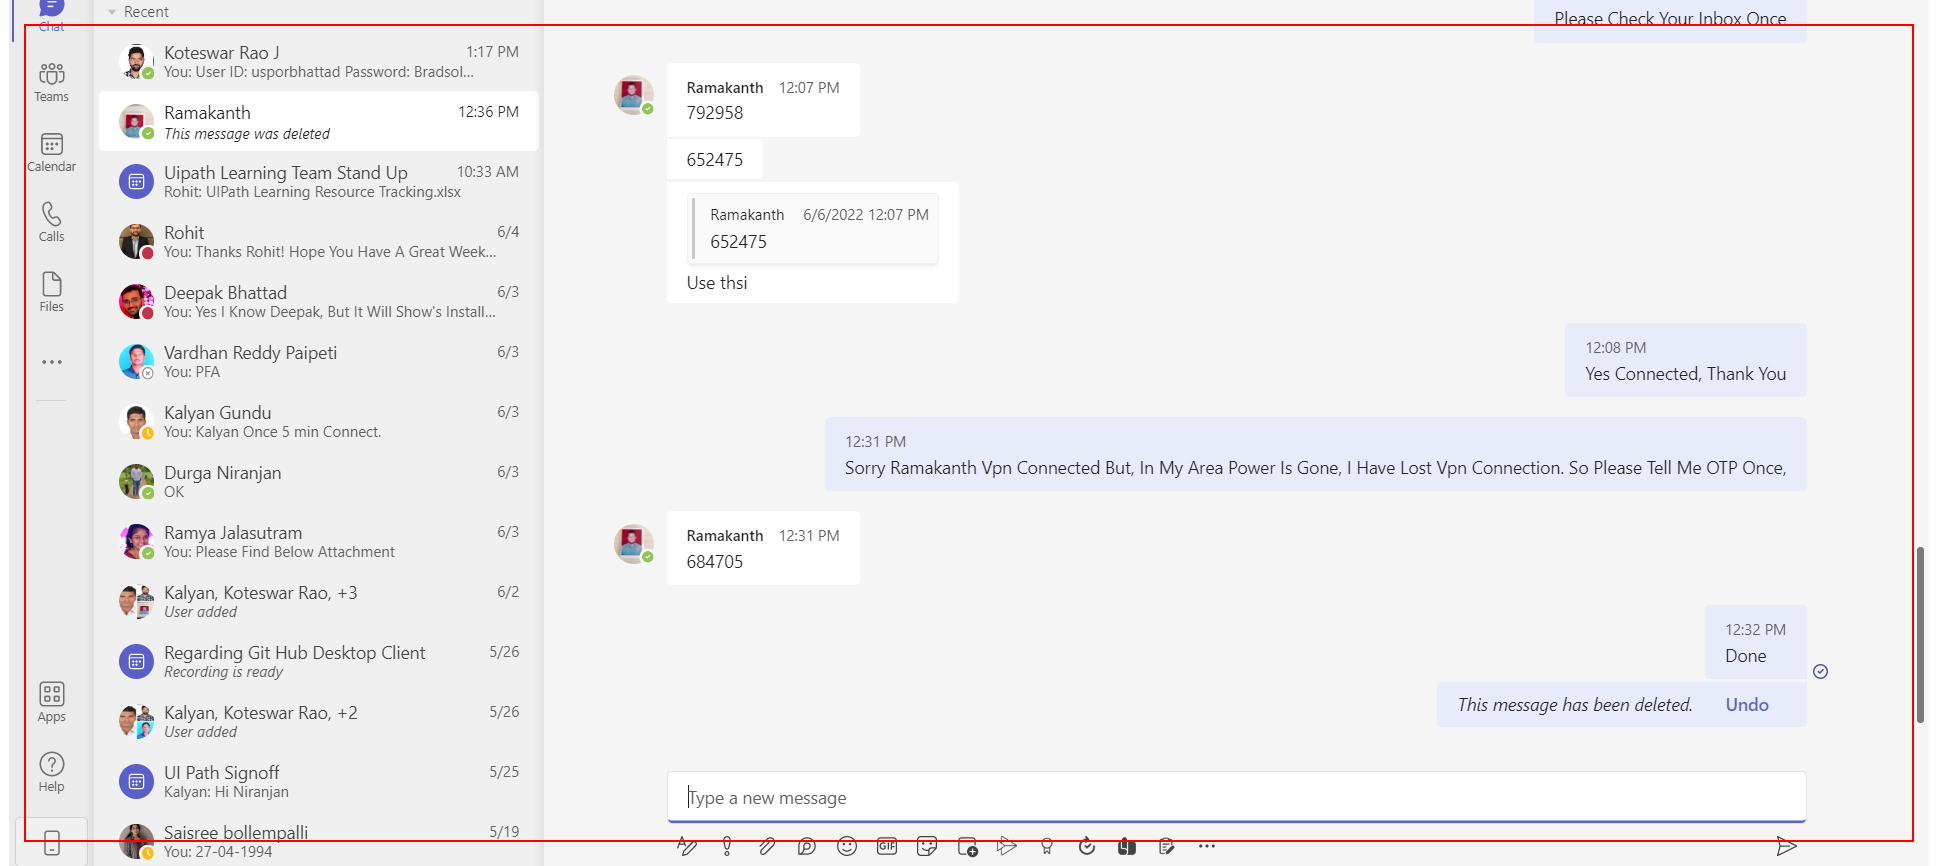 Chat
Teams
Calendar
Calls
Files
Apps
Help
Recent
Koteswar Rao J 1:17 PM
You: User ID: usporbhattad Password: Bradsol...
Ramakanth 12:36 PM
This message was deleted
Uipath Learning Team Stand Up 10:33 AM
Rohit: UIPath Learning Resource Tracking.xlsx
Rohit 6/4
You: Thanks Rohit! Hope You Have A Great Week...
Deepak Bhattad 6/3
You: Yes I Know Deepak, But It Will Show's Install...
Vardhan Reddy Paipeti 6/3
You: PFA
Kalyan Gundu 6/3
You: Kalyan Once 5 min Connect.
Durga Niranjan 6/3
OK
Ramya Jalasutram 6/3
You: Please Find Below Attachment
Kalyan, Koteswar Rao, +3 6/2
User added
Regarding Git Hub Desktop Client 5/26
Recording is ready
Kalyan, Koteswar Rao, +2 5/26
User added
UI Path Signoff 5/25
Kalyan: Hi Niranjan
Saisree bollempalli 5/19
You: 27-04-1994
Please Check Your Inbox Once
Ramakanth 12:07 PM
792958
652475
Ramakanth 6/6/2022 12:07 PM
652475
Use thsi
12:08 PM
Yes Connected, Thank You
12:31 PM
Sorry Ramakanth Vpn Connected But, In My Area Power Is Gone, I Have Lost Vpn Connection. So Please Tell Me OTP Once,
Ramakanth 12:31 PM
684705
12:32 PM
Done
This message has been deleted. Undo
Type a new message
GIF